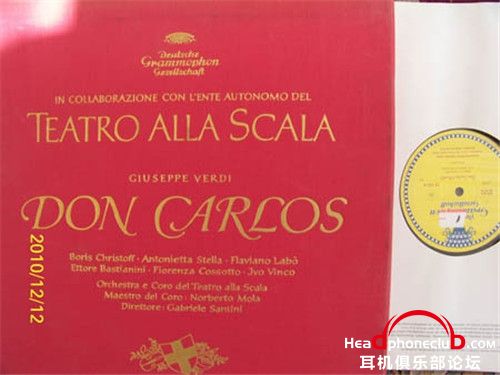 Deutsche
Grammophon
Gesellschaft
IN COLLABORAZIONE CON L'ENTE AUTONOMO DEL
TEATRO ALLA SCALA
GIUSEPPE VERDI
DON CARLOS
Boris Christoff · Antonietta Stella · Flaviano Labò
Ettore Bastianini · Fiorenza Cossotto · Ivo Vinco
Orchestra e Coro del Teatro alla Scala
Maestro del Coro: Norberto Mola
Direttore: Gabriele Santini
2010/12/12
Headphoneclub.com
耳机俱乐部论坛